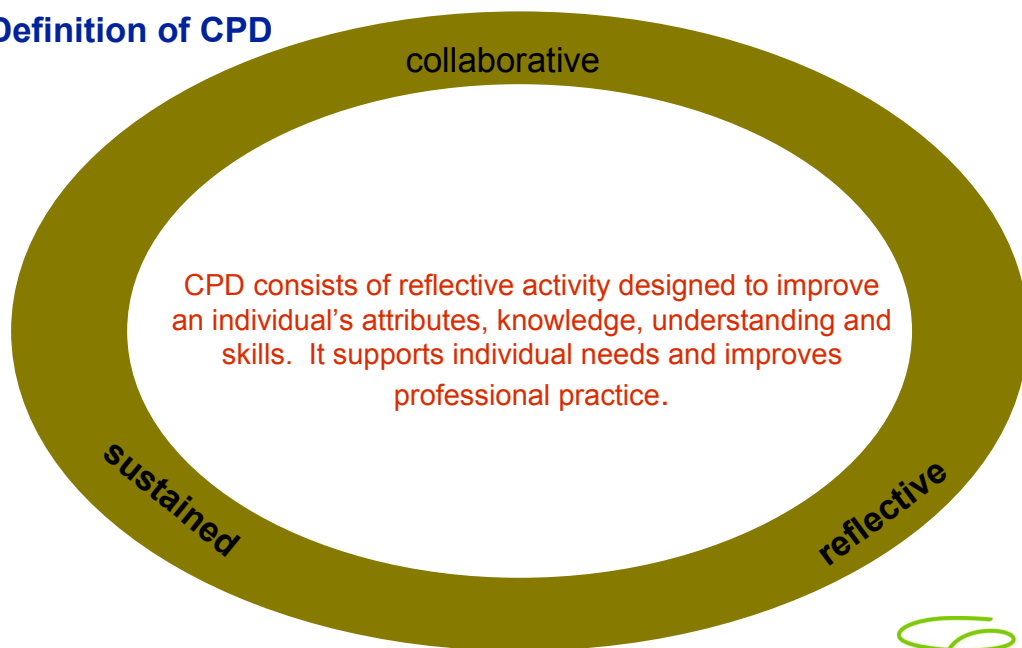 Definition of CPD
collaborative
CPD consists of reflective activity designed to improve
an individual’s attributes, knowledge, understanding and
skills.  It supports individual needs and improves
professional practice.
sustained
reflective